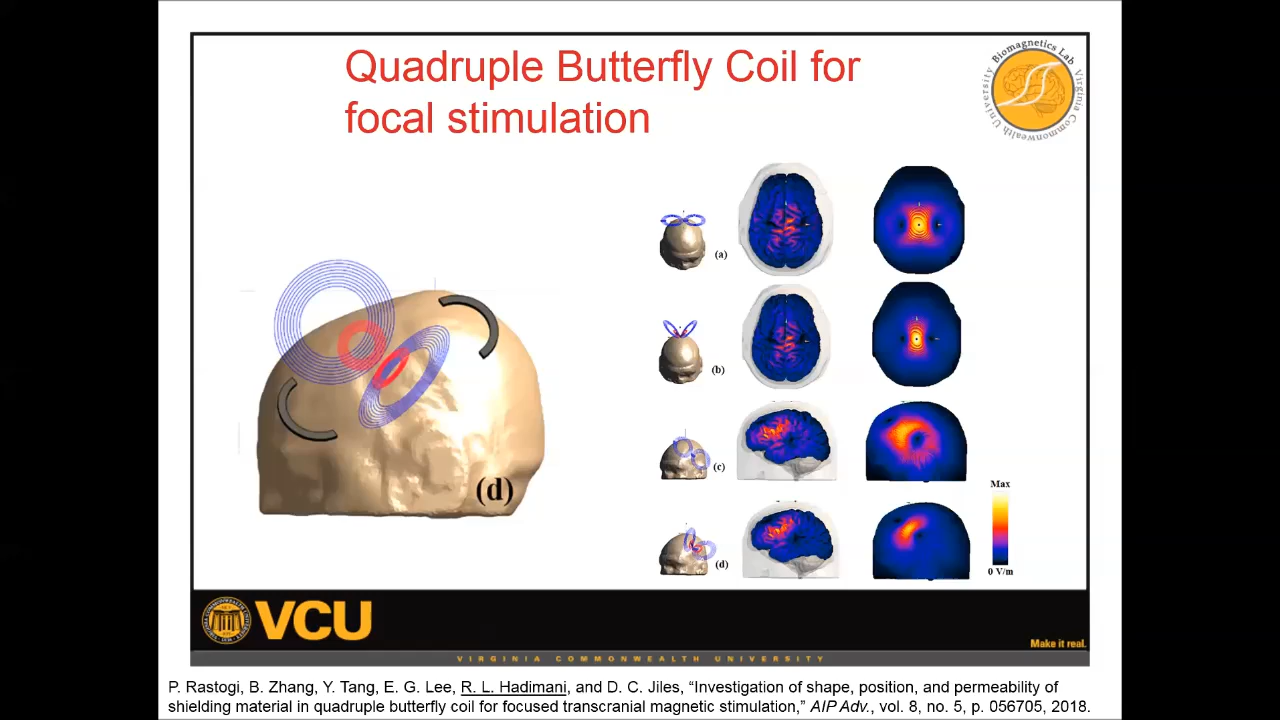 Quadruple Butterfly Coil for
focal stimulation
Biomagnetics Lab
Virginia Commonwealth University
(a)
(b)
(c)
(d)
(d)
Max
0 V/m
VCU
Make it real.
VIRGINIA COMMONWEALTH UNIVERSITY
P. Rastogi, B. Zhang, Y. Tang, E. G. Lee, R. L. Hadimani, and D. C. Jiles, “Investigation of shape, position, and permeability of
shielding material in quadruple butterfly coil for focused transcranial magnetic stimulation,” AIP Adv., vol. 8, no. 5, p. 056705, 2018.